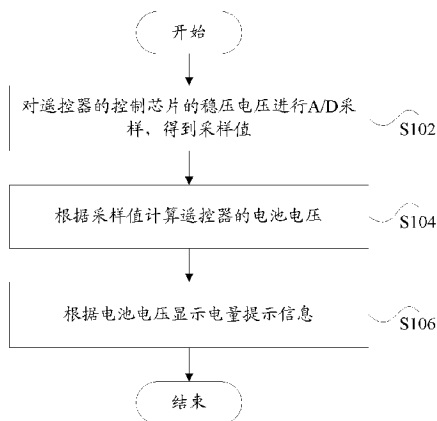 开始
对遥控器的控制芯片的稳压电压进行A/D采
样，得到采样值
S102
根据采样值计算遥控器的电池电压
S104
根据电池电压显示电量提示信息
S106
结束